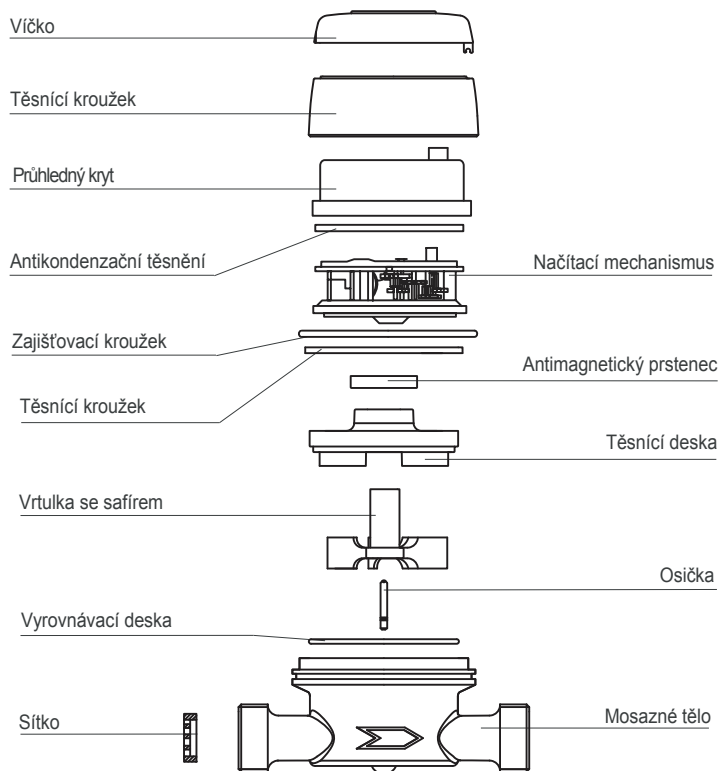 Víčko
Těsnící kroužek
Průhledný kryt
Antikondenzační těsnění
Načítací mechanismus
Zajišťovací kroužek
Antimagnetický prstenec
Těsnící kroužek
Těsnící deska
Vrtulka se safírem
Osička
Vyrovnávací deska
Sítko
Mosazné tělo